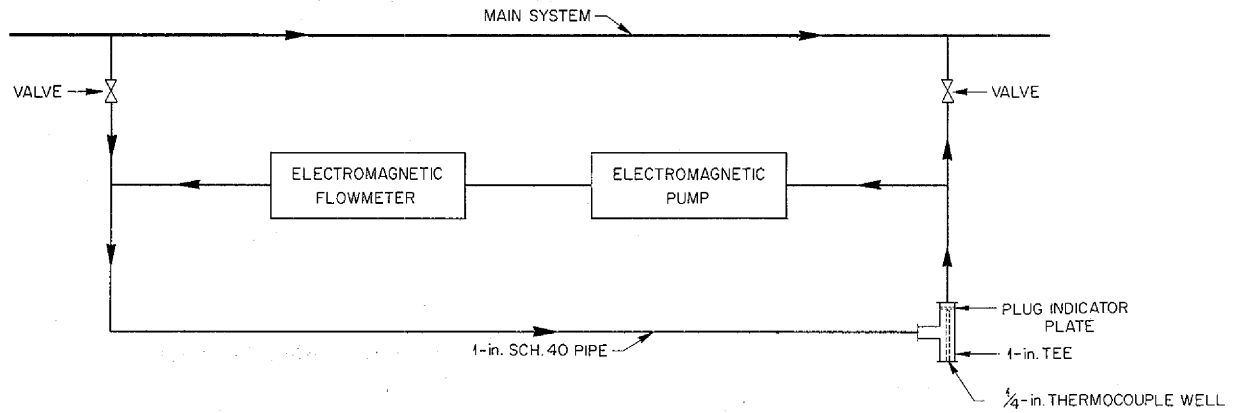 MAIN SYSTEM
VALVE
VALVE
ELECTROMAGNETIC
FLOWMETER
ELECTROMAGNETIC
PUMP
PLUG INDICATOR
PLATE
1-in. SCH. 40 PIPE
1-in. TEE
1/4-in. THERMOCOUPLE WELL